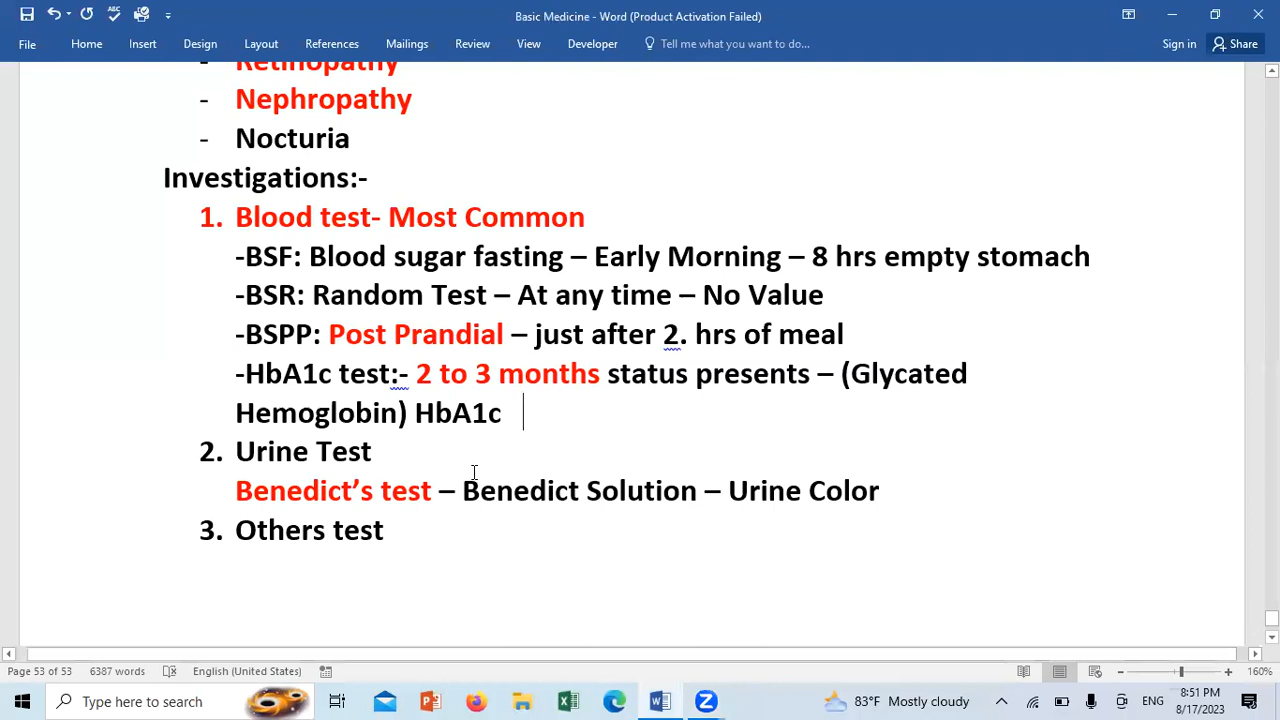 Basic Medicine - Word (Product Activation Failed)
File Home Insert Design Layout References Mailings Review View Developer Tell me what you want to do... Sign in Share
- Retinopathy
- Nephropathy
- Nocturia
Investigations:-
1. Blood test- Most Common
-BSF: Blood sugar fasting – Early Morning – 8 hrs empty stomach
-BSR: Random Test – At any time – No Value
-BSPP: Post Prandial – just after 2. hrs of meal
-HbA1c test:- 2 to 3 months status presents – (Glycated
Hemoglobin) HbA1c
2. Urine Test
Benedict’s test – Benedict Solution – Urine Color
3. Others test
Page 53 of 53 6387 words English (United States) 160%
Type here to search 83°F Mostly cloudy ENG 8:51 PM
8/17/2023